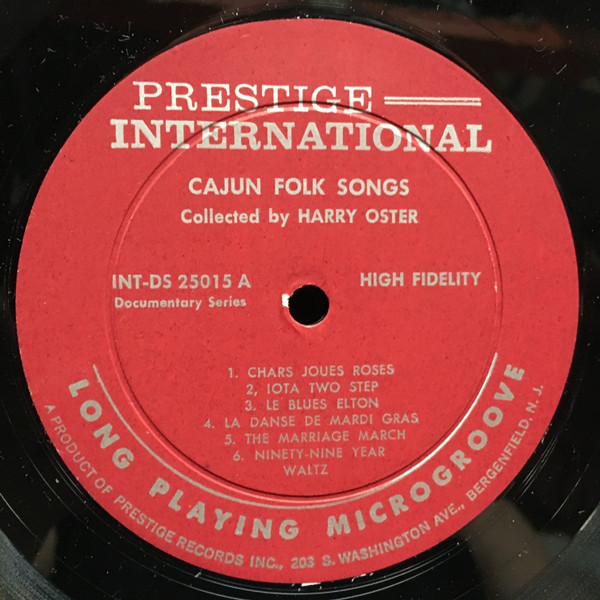 PRESTIGE
INTERNATIONAL
CAJUN FOLK SONGS
Collected by HARRY OSTER
INT-DS 25015 A
Documentary Series
HIGH FIDELITY
1. CHARS JOUES ROSES
2, IOTA TWO STEP
3. LE BLUES ELTON
4. LA DANSE DE MARDI GRAS
5. THE MARRIAGE MARCH
6. NINETY-NINE YEAR
WALTZ
LONG PLAYING MICROGROOVE
A PRODUCT OF PRESTIGE RECORDS INC., 203 S. WASHINGTON AVE., BERGENFIELD, N. J.